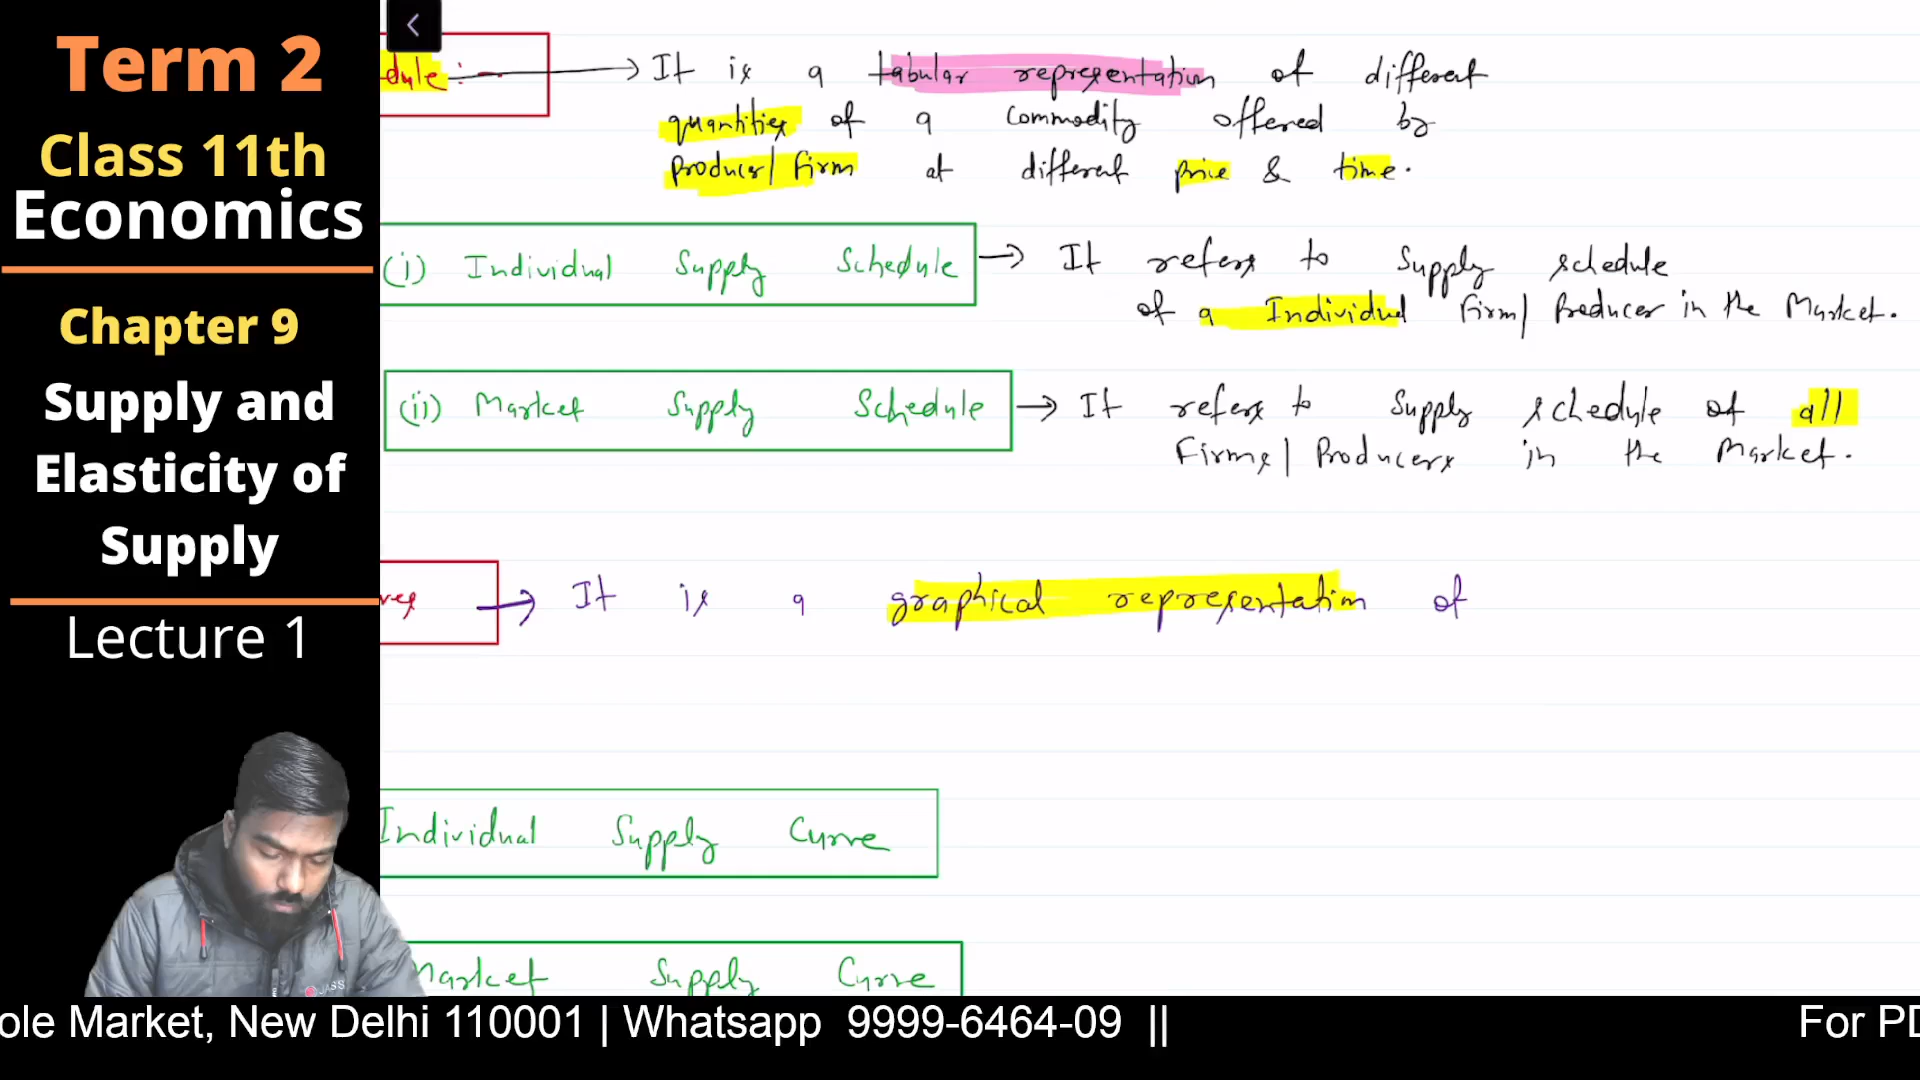 Term 2
Class 11th
Economics
Chapter 9
Supply and
Elasticity of
Supply
Lecture 1
dule :- → It is a tabular representation of different
quantities of a commodity offered by
Producer/Firm at different price & time.
(i) Individual Supply Schedule → It refers to Supply schedule
of a Individual Firm/Producer in the Market.
(ii) Market Supply Schedule → It refers to Supply schedule of all
Firms/Producers in the Market.
ves → It is a graphical representation of
Individual Supply Curve
Market Supply Curve
ole Market, New Delhi 110001 | Whatsapp 9999-6464-09 || For PD